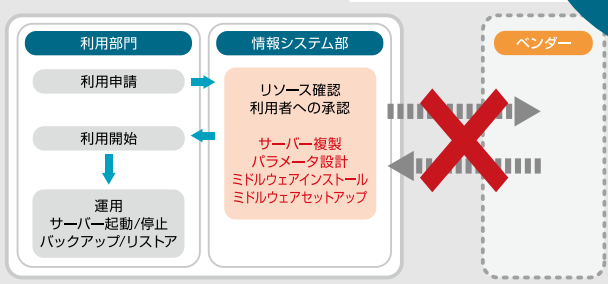 利用部門
利用申請
利用開始
運用
サーバー起動/停止
バックアップ/リストア
情報システム部
リソース確認
利用者への承認
サーバー複製
パラメータ設計
ミドルウェアインストール
ミドルウェアセットアップ
ベンダー